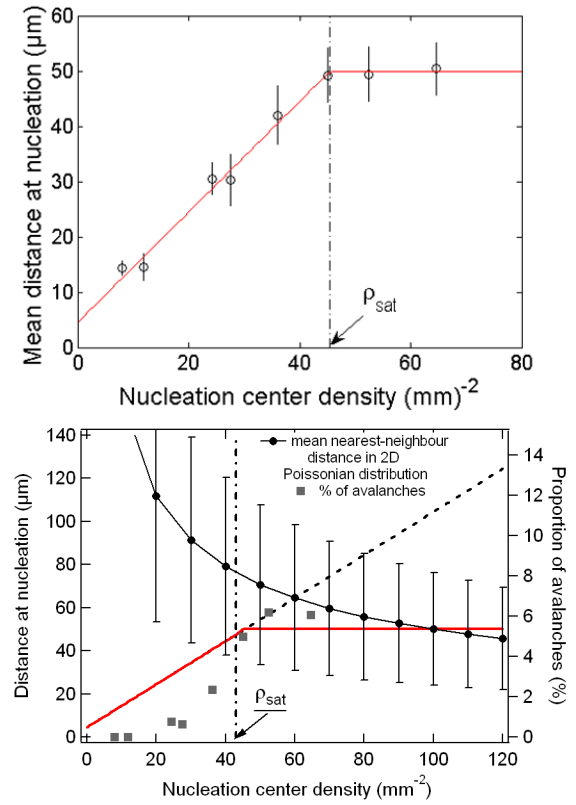 60
50
40
30
20
10
0
Mean distance at nucleation (µm)
ρsat
0 20 40 60 80
Nucleation center density (mm)-2
140
120
100
80
60
40
20
0
Distance at nucleation (µm)
mean nearest-neighbour
distance in 2D
Poissonian distribution
% of avalanches
ρsat
14
12
10
8
6
4
2
0
Proportion of avalanches (%)
0 20 40 60 80 100 120
Nucleation center density (mm-2)